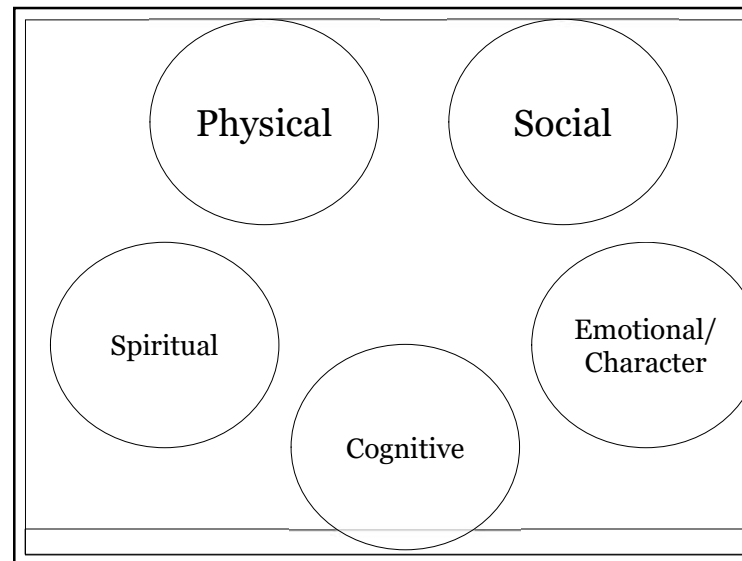 Physical
Social
Spiritual
Emotional/
Character
Cognitive